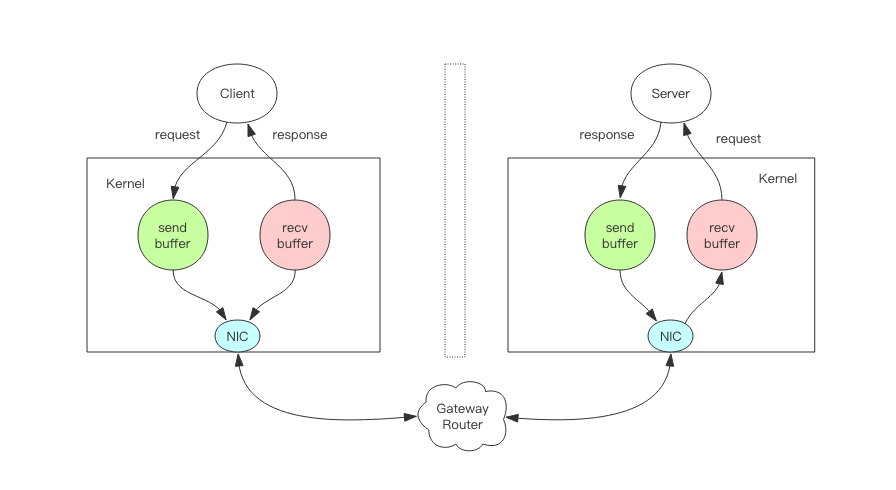 Client
Server
request
response
response
request
Kernel
Kernel
send
buffer
recv
buffer
send
buffer
recv
buffer
NIC
NIC
Gateway
Router